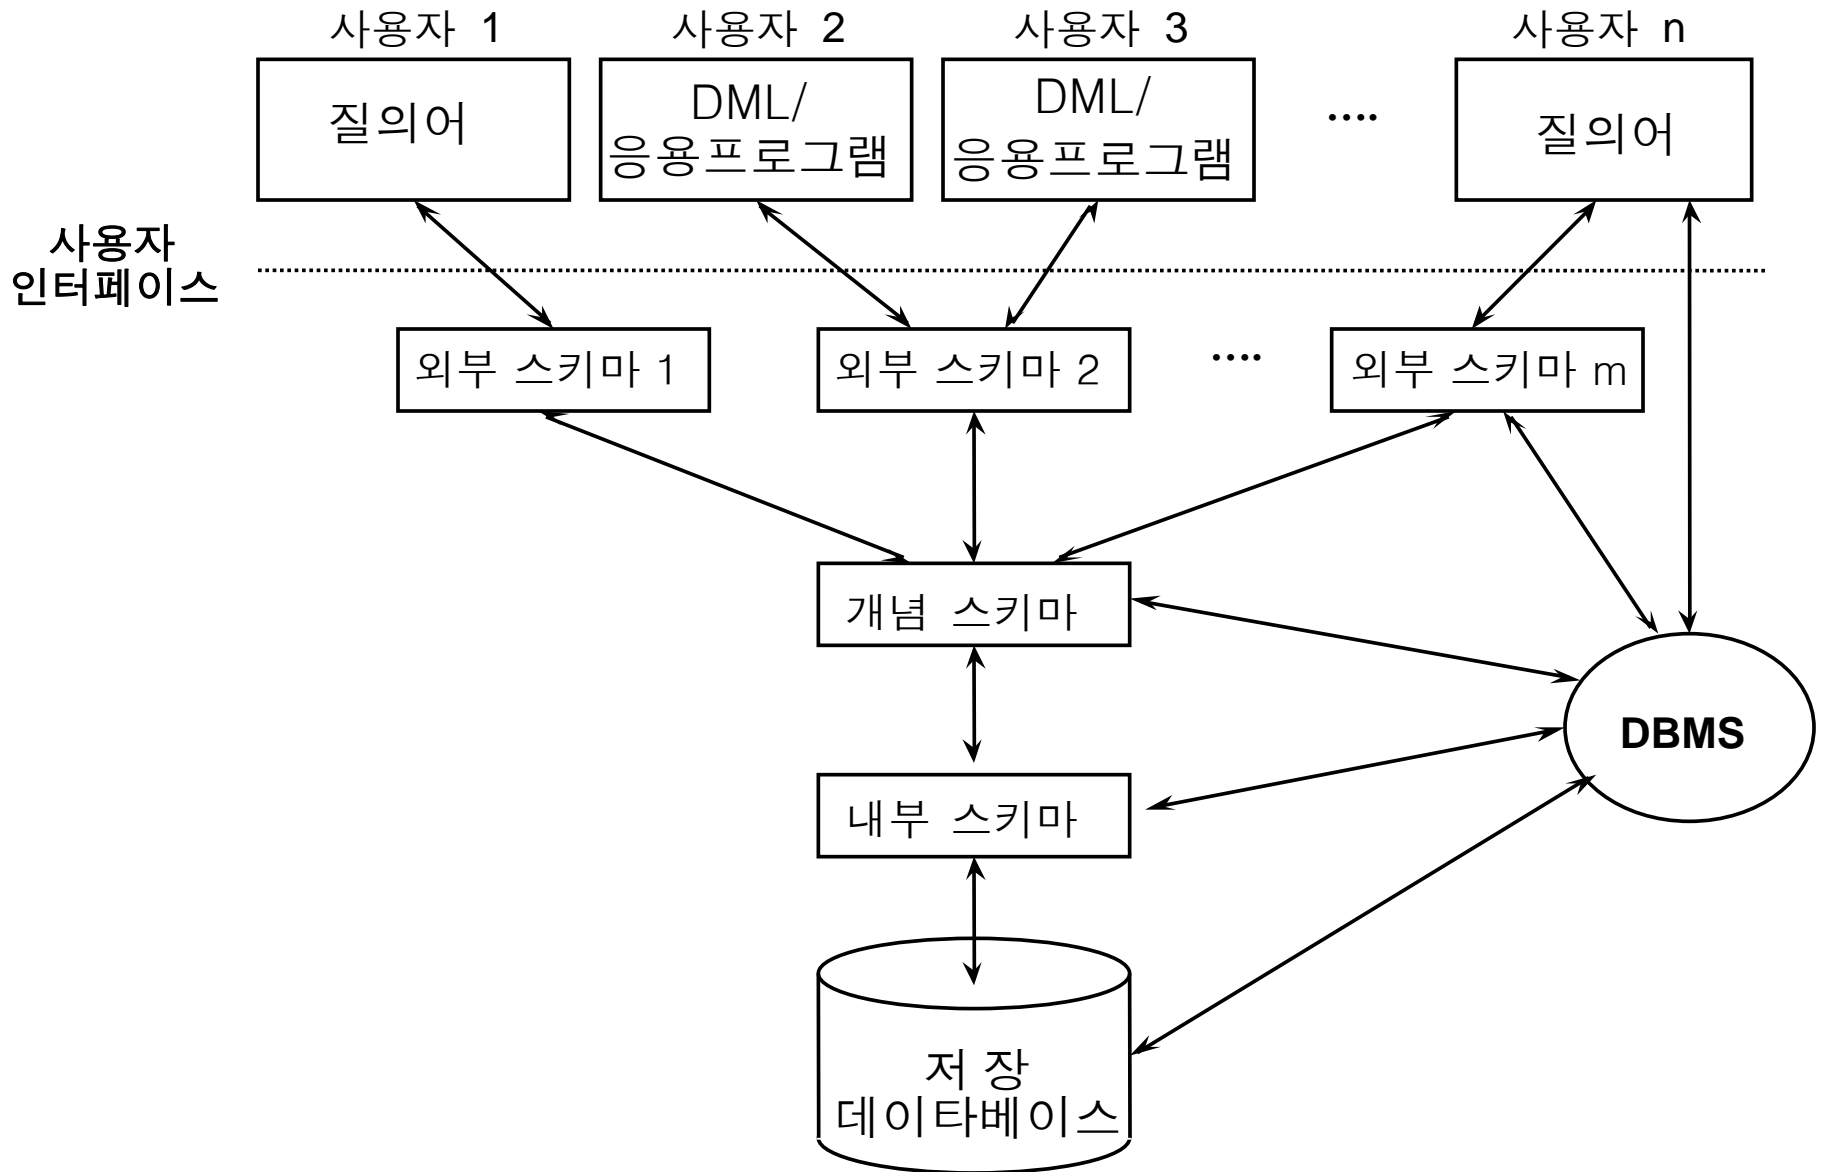 사용자 1
사용자 2
사용자 3
사용자 n
질의어
DML/
응용프로그램
DML/
응용프로그램
....
질의어
사용자
인터페이스
외부 스키마 1
외부 스키마 2
....
외부 스키마 m
개념 스키마
DBMS
내부 스키마
저 장
데이타베이스